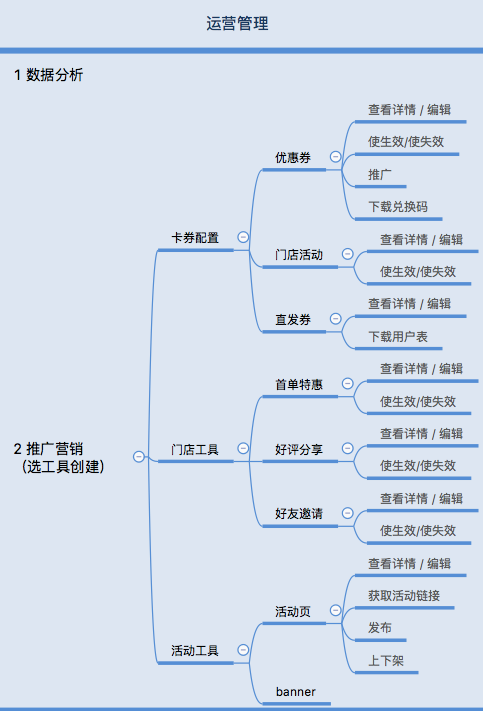 运营管理
1 数据分析
2 推广营销
（选工具创建）
卡券配置
优惠券
查看详情 / 编辑
使生效/使失效
推广
下载兑换码
门店活动
查看详情 / 编辑
使生效/使失效
直发券
查看详情 / 编辑
下载用户表
门店工具
首单特惠
查看详情 / 编辑
使生效/使失效
好评分享
查看详情 / 编辑
使生效/使失效
好友邀请
查看详情 / 编辑
使生效/使失效
活动工具
活动页
查看详情 / 编辑
获取活动链接
发布
上下架
banner